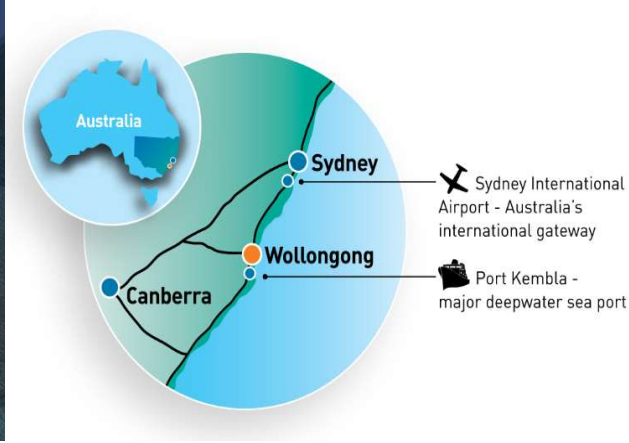 Australia
Sydney
Sydney International
Airport - Australia's
international gateway
Wollongong
Port Kembla -
major deepwater sea port
Canberra